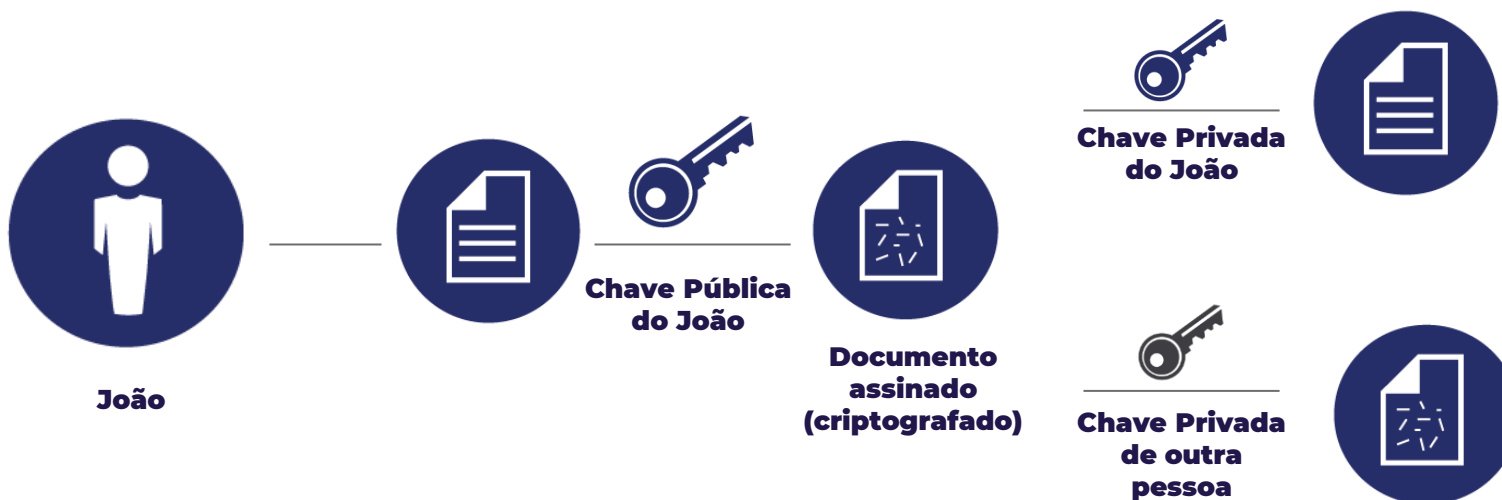 João
Chave Pública
do João
Documento
assinado
(criptografado)
Chave Privada
do João
Chave Privada
de outra
pessoa